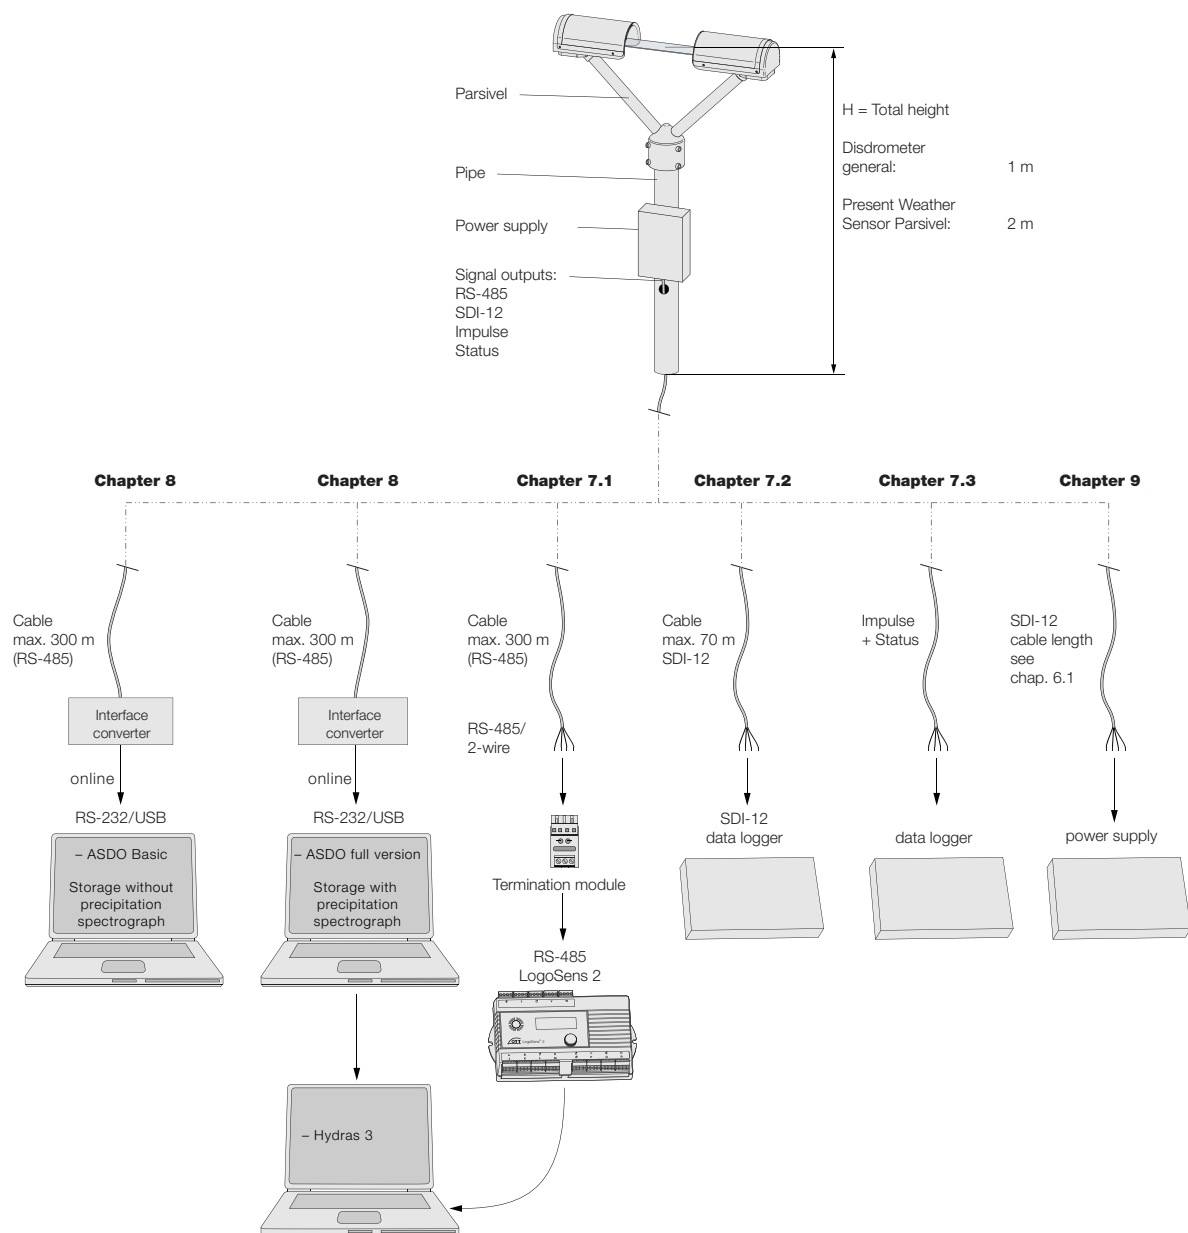 Parsivel
H = Total height
Disdrometer
general: 1 m
Pipe
Present Weather
Sensor Parsivel: 2 m
Power supply
Signal outputs:
RS-485
SDI-12
Impulse
Status
Chapter 8
Chapter 8
Chapter 7.1
Chapter 7.2
Chapter 7.3
Chapter 9
Cable
max. 300 m
(RS-485)
Interface
converter
online
RS-232/USB
– ASDO Basic
Storage without
precipitation
spectrograph
Cable
max. 300 m
(RS-485)
Interface
converter
online
RS-232/USB
– ASDO full version
Storage with
precipitation
spectrograph
– Hydras 3
Cable
max. 300 m
(RS-485)
RS-485/
2-wire
Termination module
RS-485
LogoSens 2
OTT LogoSens® 2
Cable
max. 70 m
SDI-12
SDI-12
data logger
Impulse
+ Status
data logger
SDI-12
cable length
see
chap. 6.1
power supply